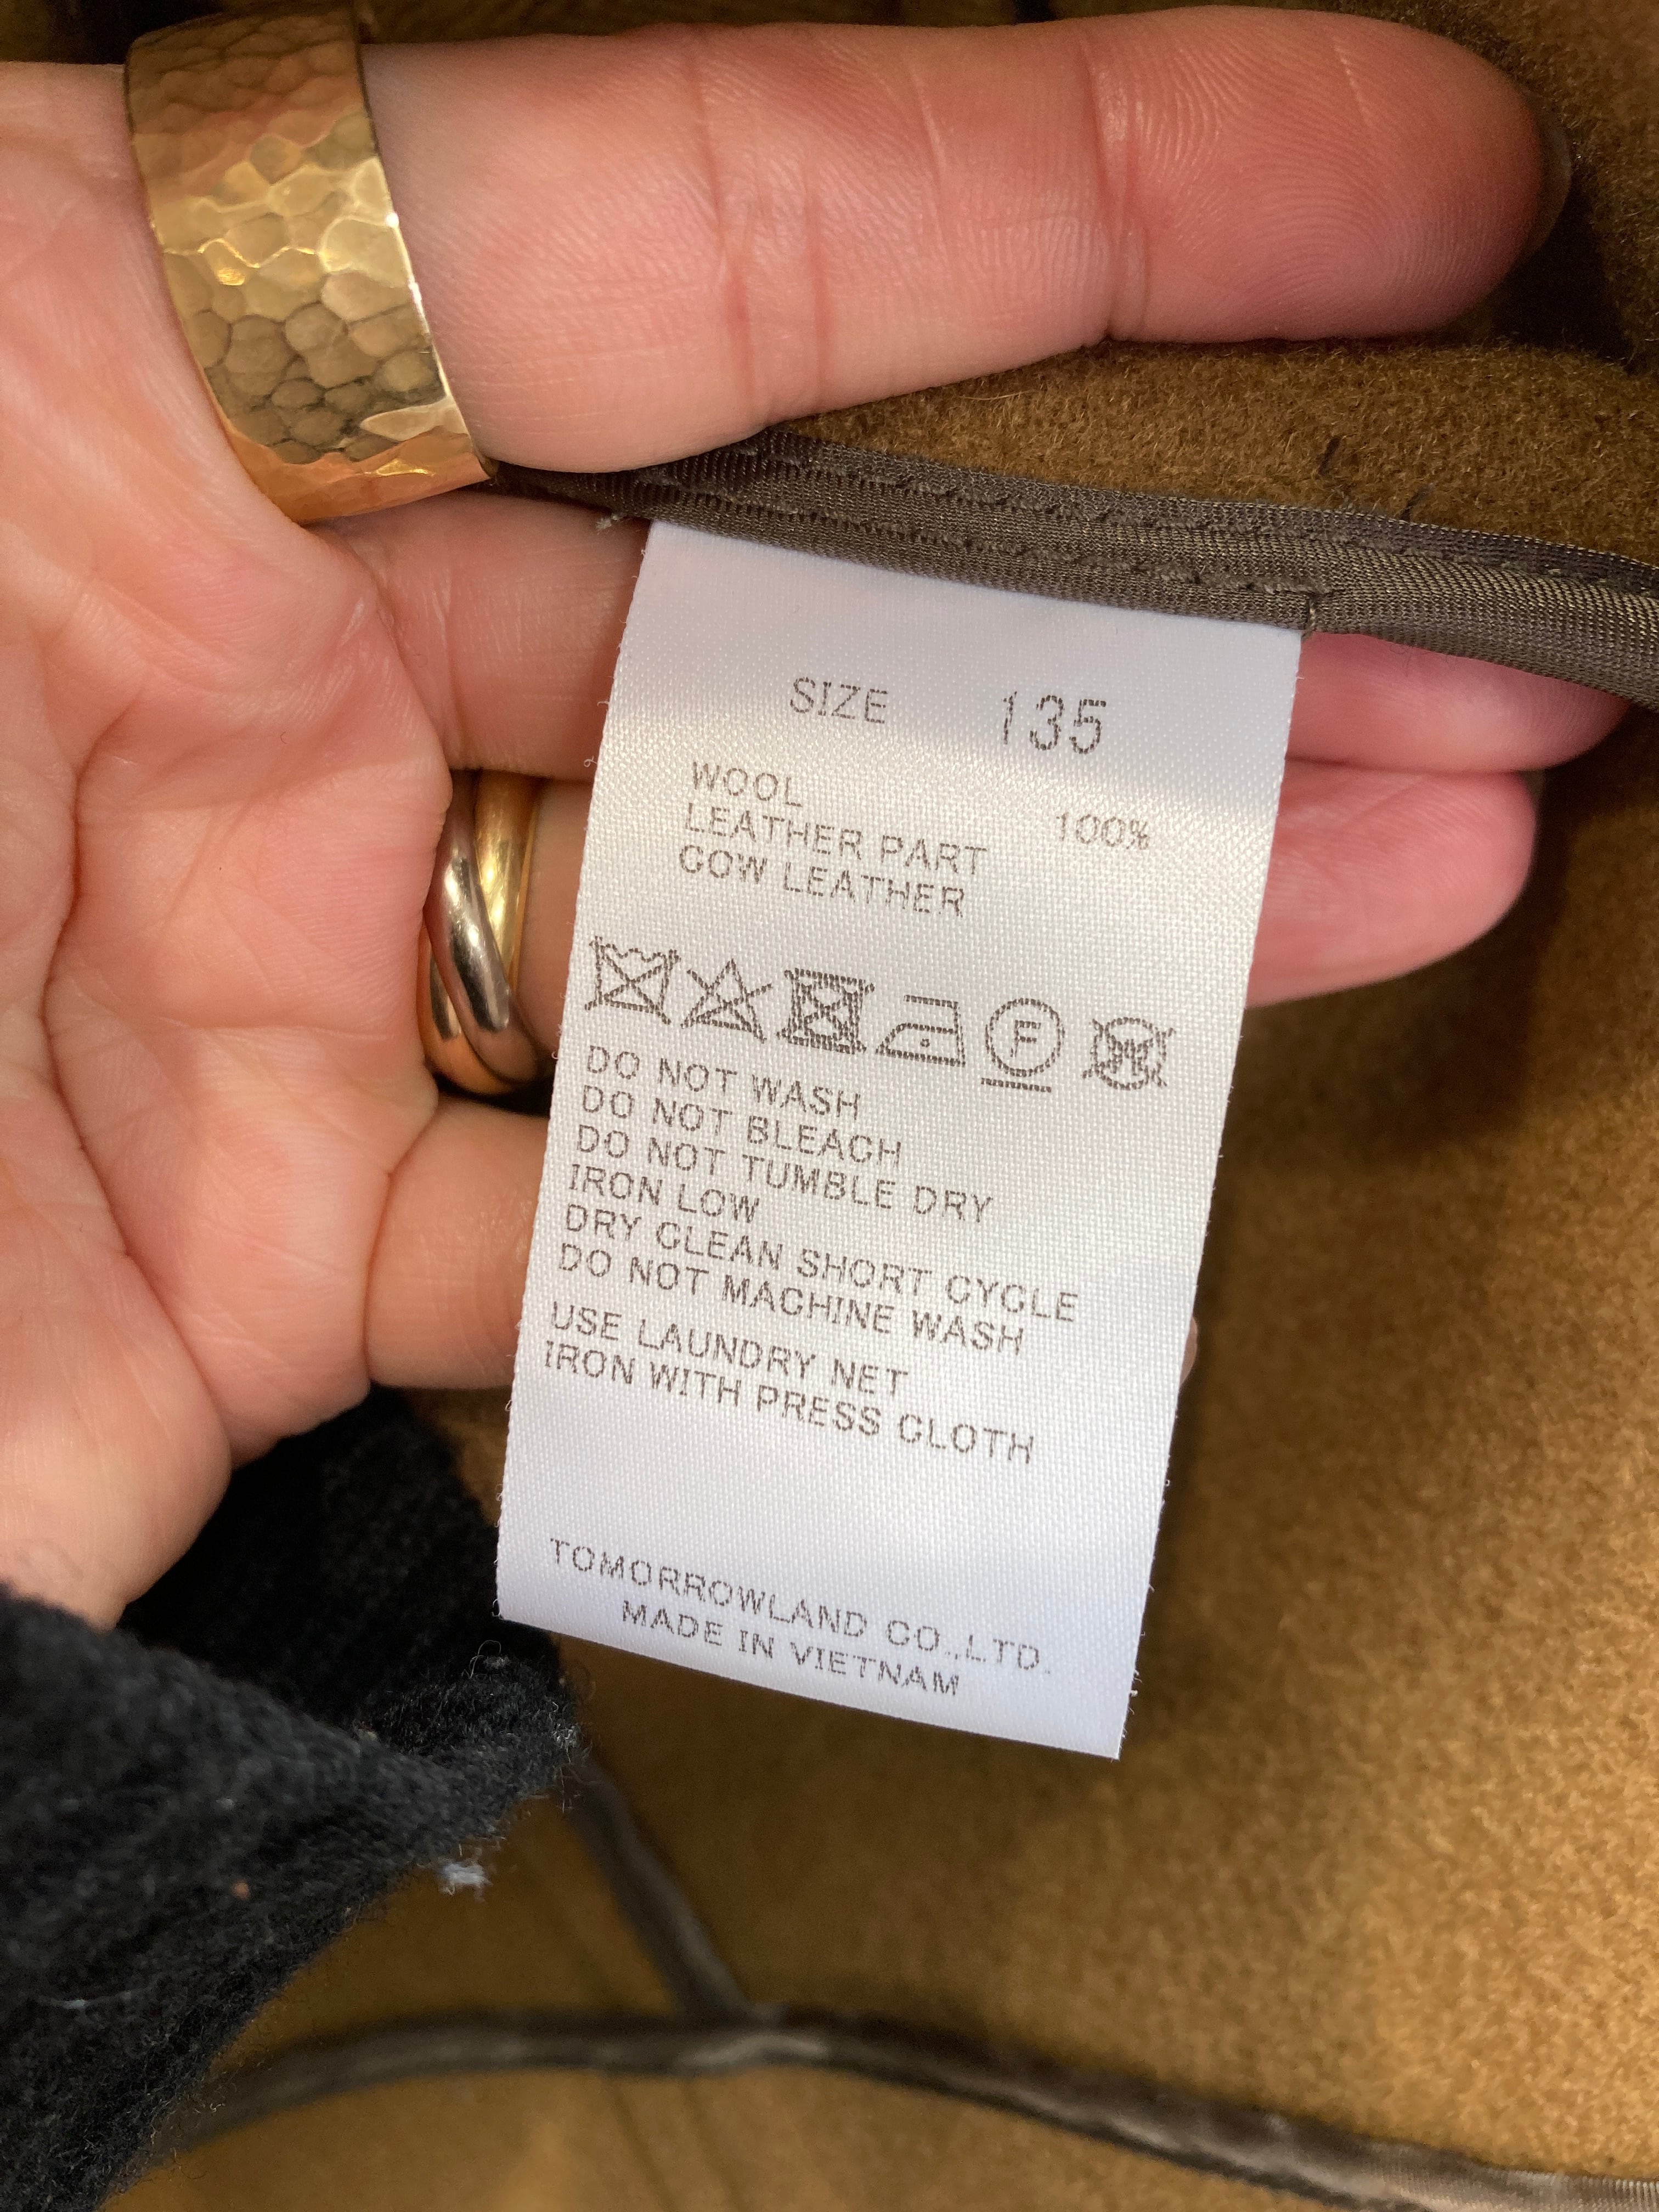 SIZE 135
WOOL 100%
LEATHER PART
COW LEATHER
F W
DO NOT WASH
DO NOT BLEACH
DO NOT TUMBLE DRY
IRON LOW
DRY CLEAN SHORT CYCLE
DO NOT MACHINE WASH
USE LAUNDRY NET
IRON WITH PRESS CLOTH
TOMORROWLAND CO.,LTD.
MADE IN VIETNAM